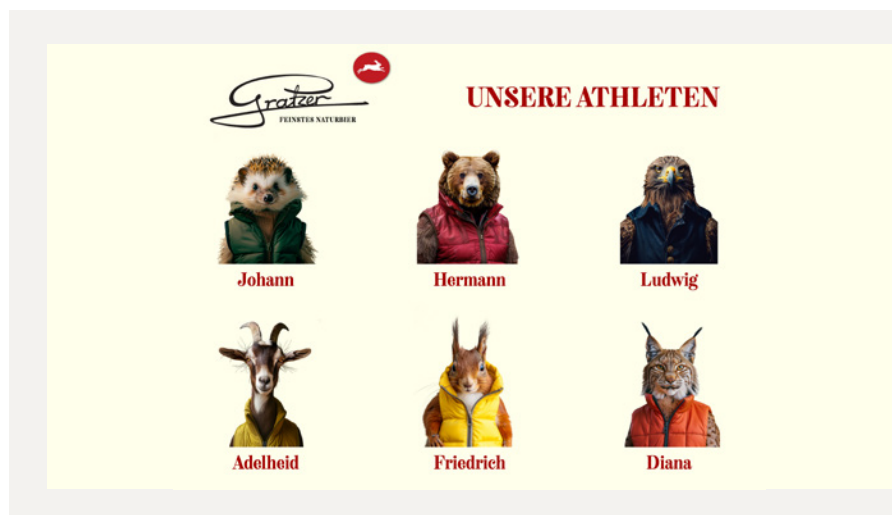 Gratzer
FEINSTES NATURBIER
UNSERE ATHLETEN
Johann
Hermann
Ludwig
Adelheid
Friedrich
Diana